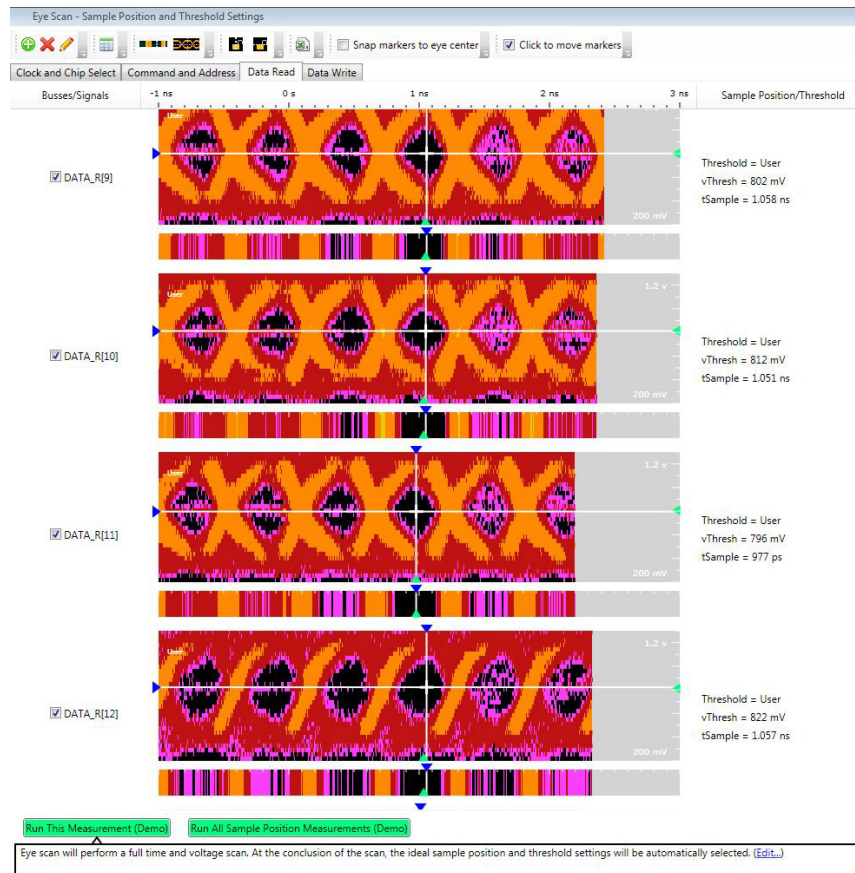 Eye Scan - Sample Position and Threshold Settings
Snap markers to eye center
Click to move markers
Clock and Chip Select
Command and Address
Data Read
Data Write
Busses/Signals
-1 ns
0 s
1 ns
2 ns
3 ns
Sample Position/Threshold
User
DATA_R[9]
200 mV
Threshold = User
vThresh = 802 mV
tSample = 1.058 ns
User
1.2 v
DATA_R[10]
200 mV
Threshold = User
vThresh = 812 mV
tSample = 1.051 ns
User
1.2 v
DATA_R[11]
200 mV
Threshold = User
vThresh = 796 mV
tSample = 977 ps
User
1.2 v
DATA_R[12]
200 mV
Threshold = User
vThresh = 822 mV
tSample = 1.057 ns
Run This Measurement (Demo)
Run All Sample Position Measurements (Demo)
Eye scan will perform a full time and voltage scan. At the conclusion of the scan, the ideal sample position and threshold settings will be automatically selected. (Edit...)